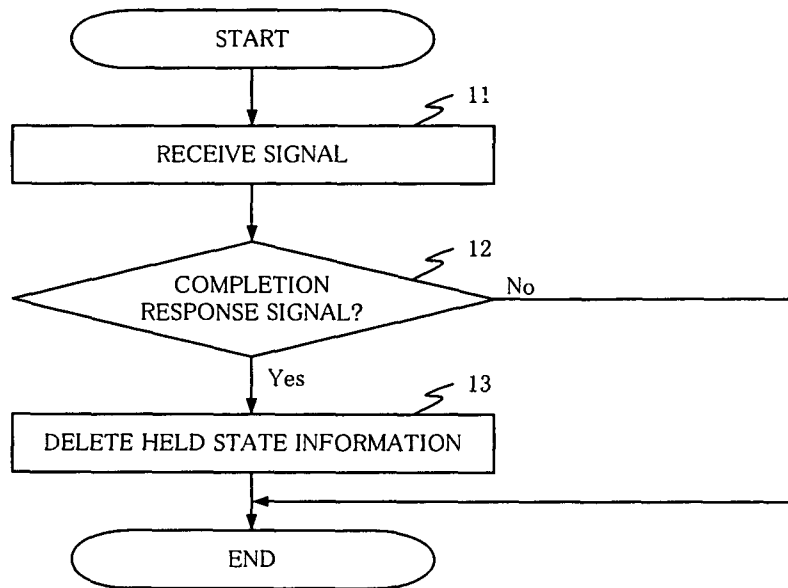 START
11
RECEIVE SIGNAL
12
COMPLETION
RESPONSE SIGNAL?
No
Yes
13
DELETE HELD STATE INFORMATION
END